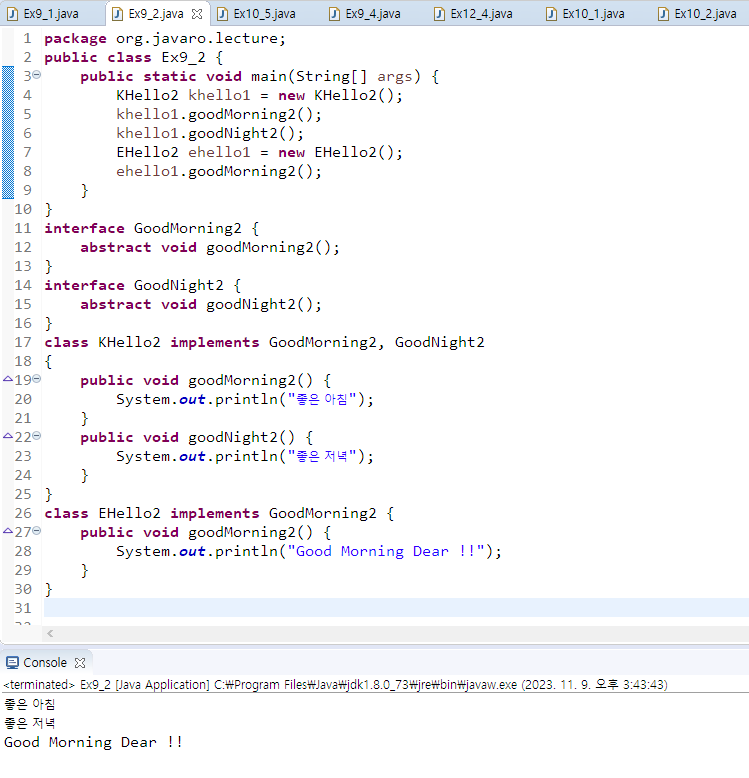 Ex9_1.java Ex9_2.java Ex10_5.java Ex9_4.java Ex12_4.java Ex10_1.java Ex10_2.java
1 package org.javaro.lecture;
2 public class Ex9_2 {
3 public static void main(String[] args) {
4 KHello2 khello1 = new KHello2();
5 khello1.goodMorning2();
6 khello1.goodNight2();
7 EHello2 ehello1 = new EHello2();
8 ehello1.goodMorning2();
9 }
10 }
11 interface GoodMorning2 {
12 abstract void goodMorning2();
13 }
14 interface GoodNight2 {
15 abstract void goodNight2();
16 }
17 class KHello2 implements GoodMorning2, GoodNight2
18 {
19 public void goodMorning2() {
20 System.out.println("좋은 아침");
21 }
22 public void goodNight2() {
23 System.out.println("좋은 저녁");
24 }
25 }
26 class EHello2 implements GoodMorning2 {
27 public void goodMorning2() {
28 System.out.println("Good Morning Dear !!");
29 }
30 }
31
Console
<terminated> Ex9_2 [Java Application] C:₩Program Files₩Java₩jdk1.8.0_73₩jre₩bin₩javaw.exe (2023. 11. 9. 오후 3:43:43)
좋은 아침
좋은 저녁
Good Morning Dear !!